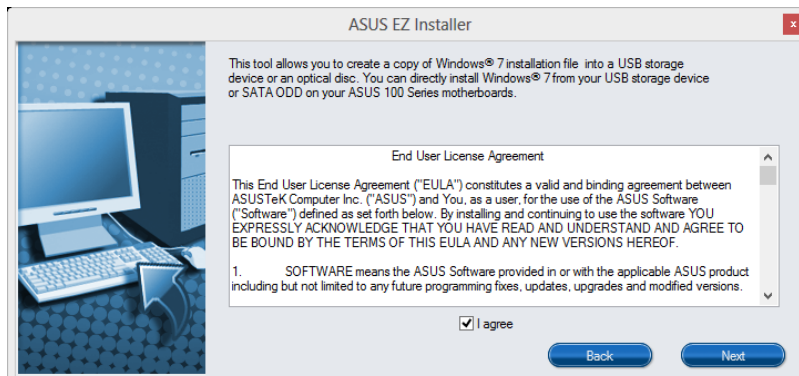 ASUS EZ Installer
x
This tool allows you to create a copy of Windows® 7 installation file into a USB storage
device or an optical disc. You can directly install Windows® 7 from your USB storage device
or SATA ODD on your ASUS 100 Series motherboards.
End User License Agreement
This End User License Agreement ("EULA") constitutes a valid and binding agreement between
ASUSTeK Computer Inc. ("ASUS") and You, as a user, for the use of the ASUS Software
("Software") defined as set forth below. By installing and continuing to use the software YOU
EXPRESSLY ACKNOWLEDGE THAT YOU HAVE READ AND UNDERSTAND AND AGREE TO
BE BOUND BY THE TERMS OF THIS EULA AND ANY NEW VERSIONS HEREOF.
1. SOFTWARE means the ASUS Software provided in or with the applicable ASUS product
including but not limited to any future programming fixes, updates, upgrades and modified versions.
I agree
Back Next